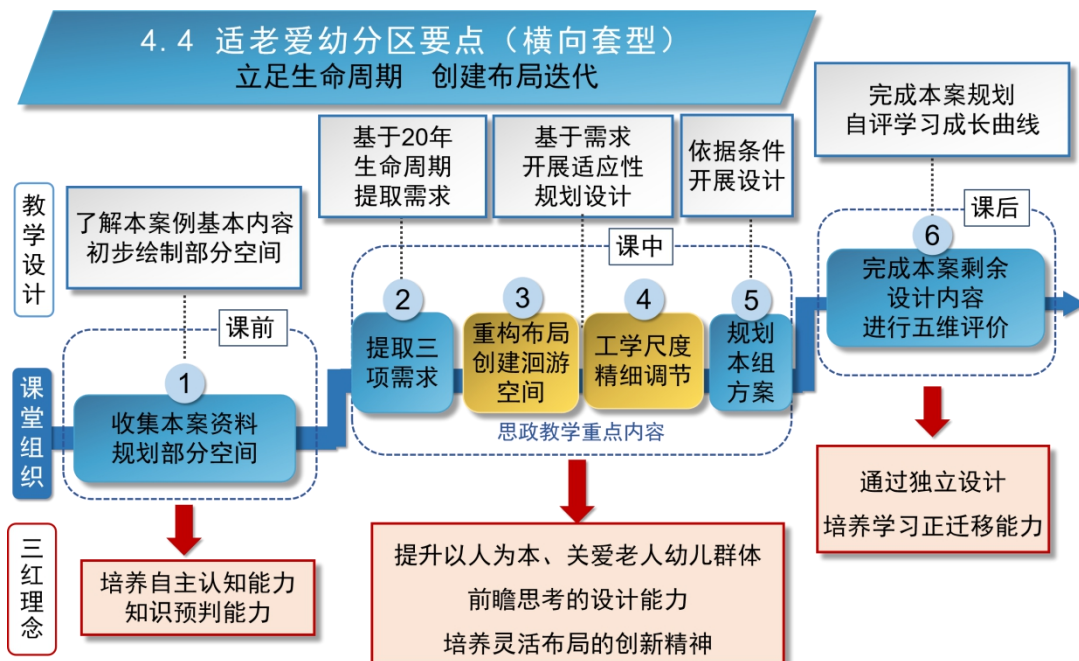 4.4 适老爱幼分区要点（横向套型）
立足生命周期 创建布局迭代
教学设计
了解本案例基本内容
初步绘制部分空间
基于20年
生命周期
提取需求
基于需求
开展适应性
规划设计
依据条件
开展设计
完成本案规划
自评学习成长曲线
课堂组织
课前
1
收集本案资料
规划部分空间
课中
2
提取三
项需求
3
重构布局
创建洄游
空间
4
工学尺度
精细调节
5
规划
本组
方案
思政教学重点内容
课后
6
完成本案剩余
设计内容
进行五维评价
三红理念
培养自主认知能力
知识预判能力
提升以人为本、关爱老人幼儿群体
前瞻思考的设计能力
培养灵活布局的创新精神
通过独立设计
培养学习正迁移能力